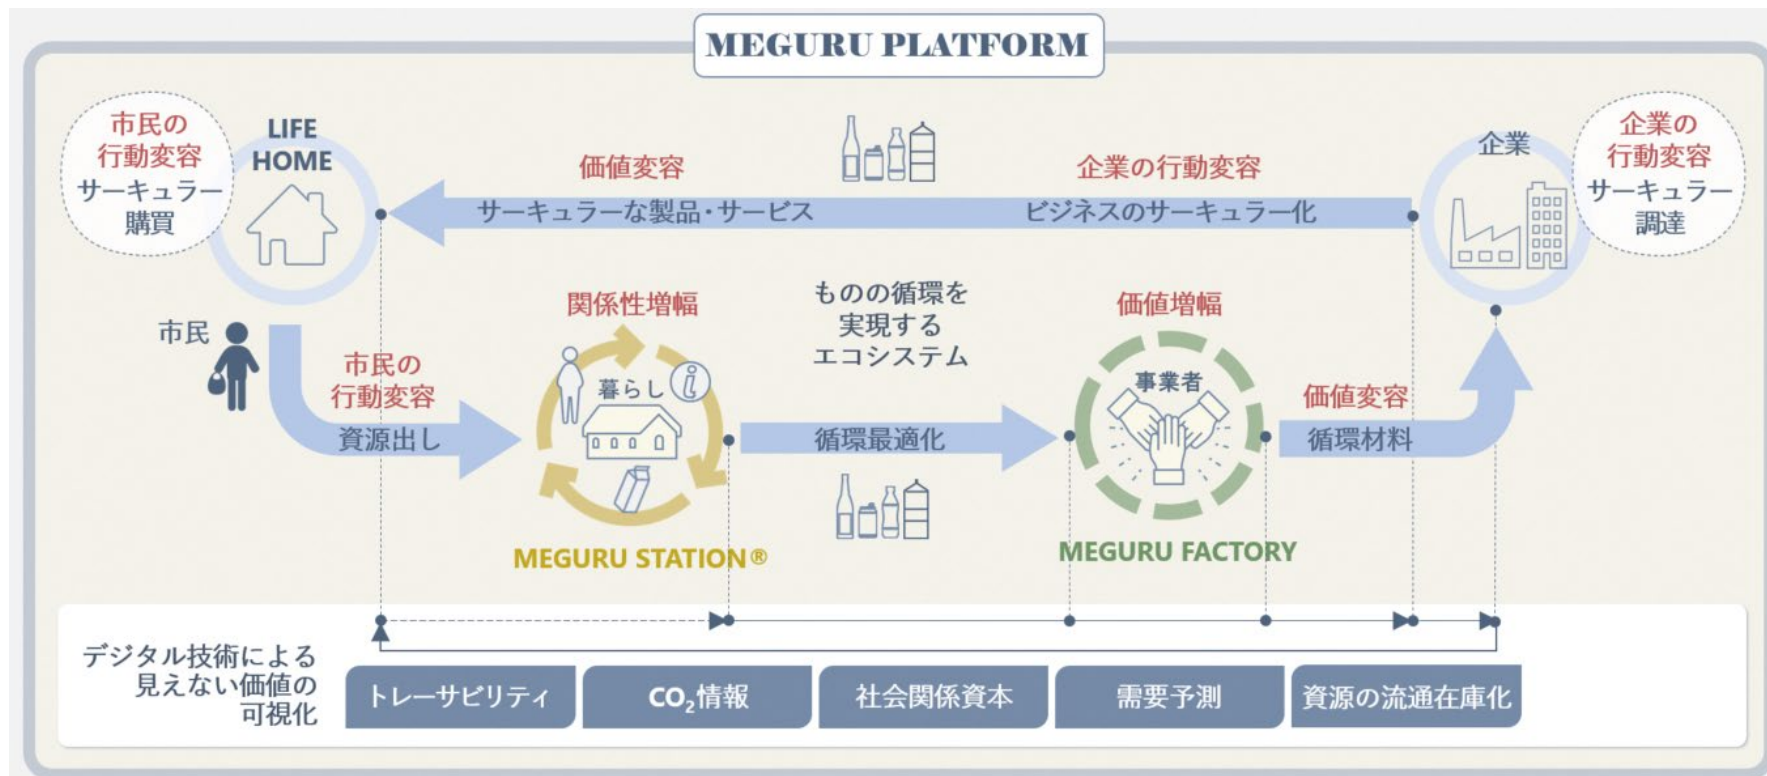 MEGURU PLATFORM
市民の
行動変容
サーキュラー
購買
LIFE
HOME
価値変容
サーキュラーな製品・サービス
企業の行動変容
ビジネスのサーキュラー化
企業
企業の
行動変容
サーキュラー
調達
市民
市民の
行動変容
資源出し
関係性増幅
暮らし
i
MEGURU STATION®
ものの循環を
実現する
エコシステム
循環最適化
価値増幅
事業者
MEGURU FACTORY
価値変容
循環材料
デジタル技術による
見えない価値の
可視化
トレーサビリティ
CO₂情報
社会関係資本
需要予測
資源の流通在庫化